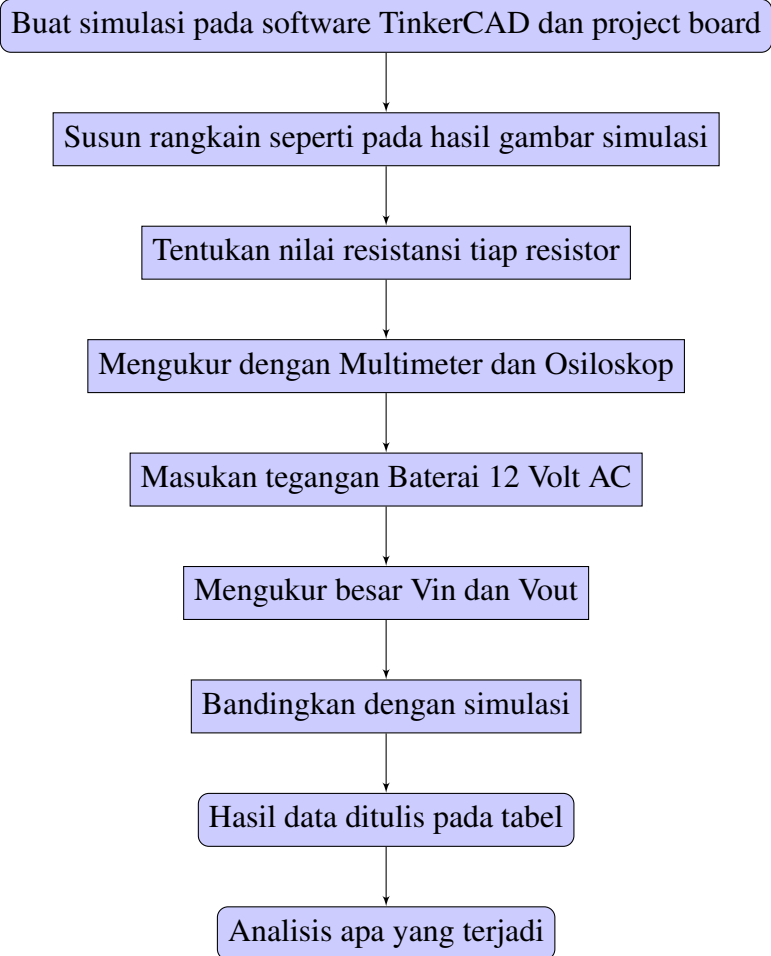 Buat simulasi pada software TinkerCAD dan project board
Susun rangkain seperti pada hasil gambar simulasi
Tentukan nilai resistansi tiap resistor
Mengukur dengan Multimeter dan Osiloskop
Masukan tegangan Baterai 12 Volt AC
Mengukur besar Vin dan Vout
Bandingkan dengan simulasi
Hasil data ditulis pada tabel
Analisis apa yang terjadi